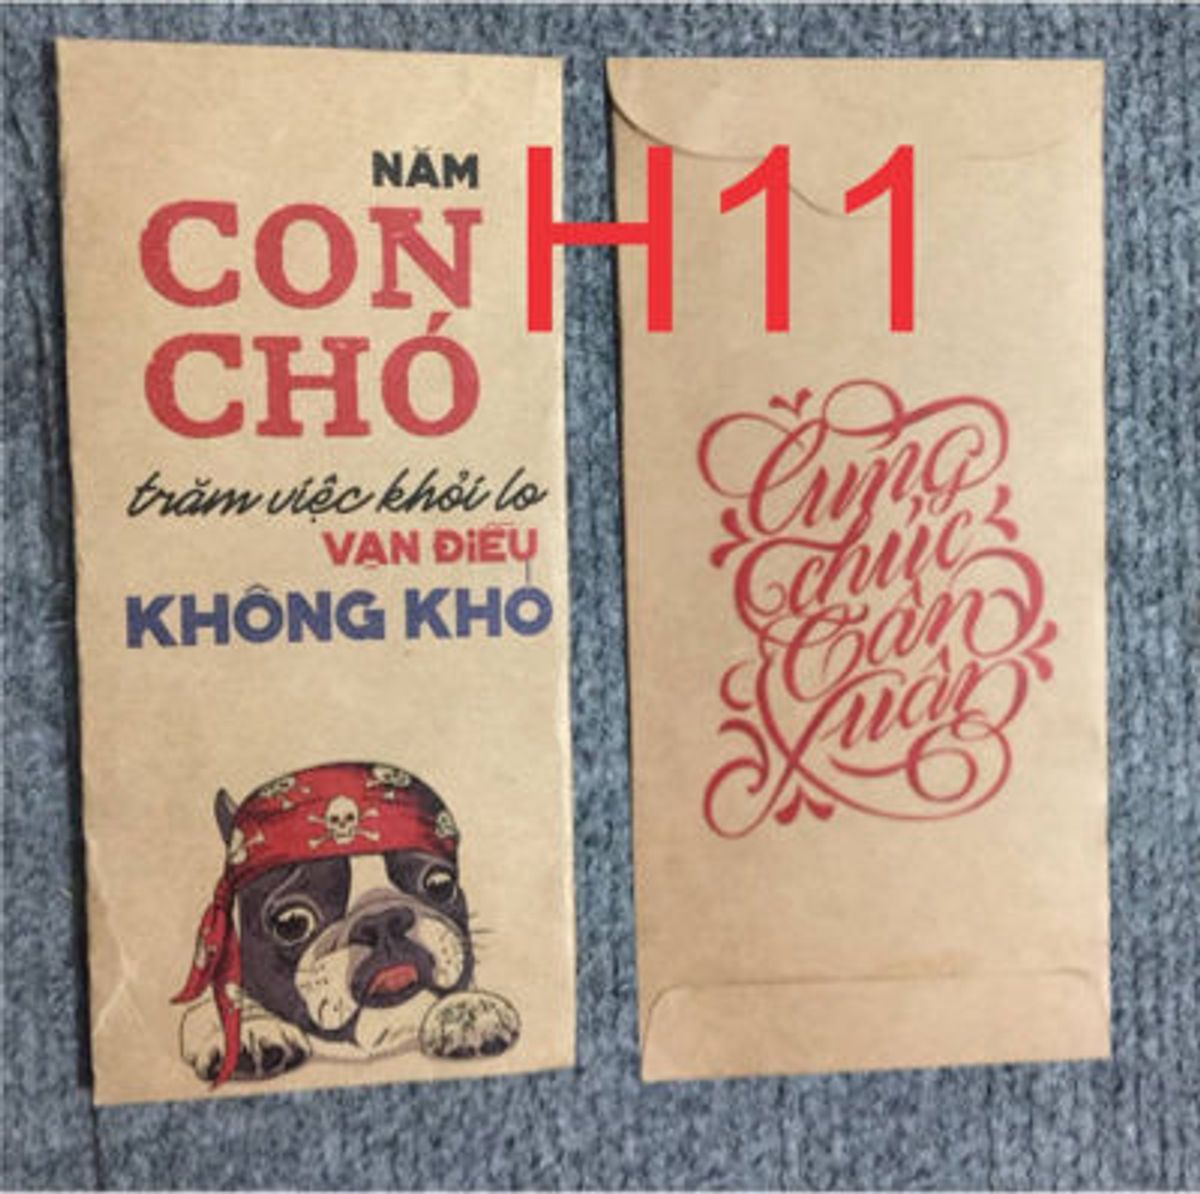 NĂM
CON
CHÓ
trăm việc khỏi lo
VẠN ĐIỀU
KHÔNG KHÓ
H11
Cung
chúc
Tân
Xuân